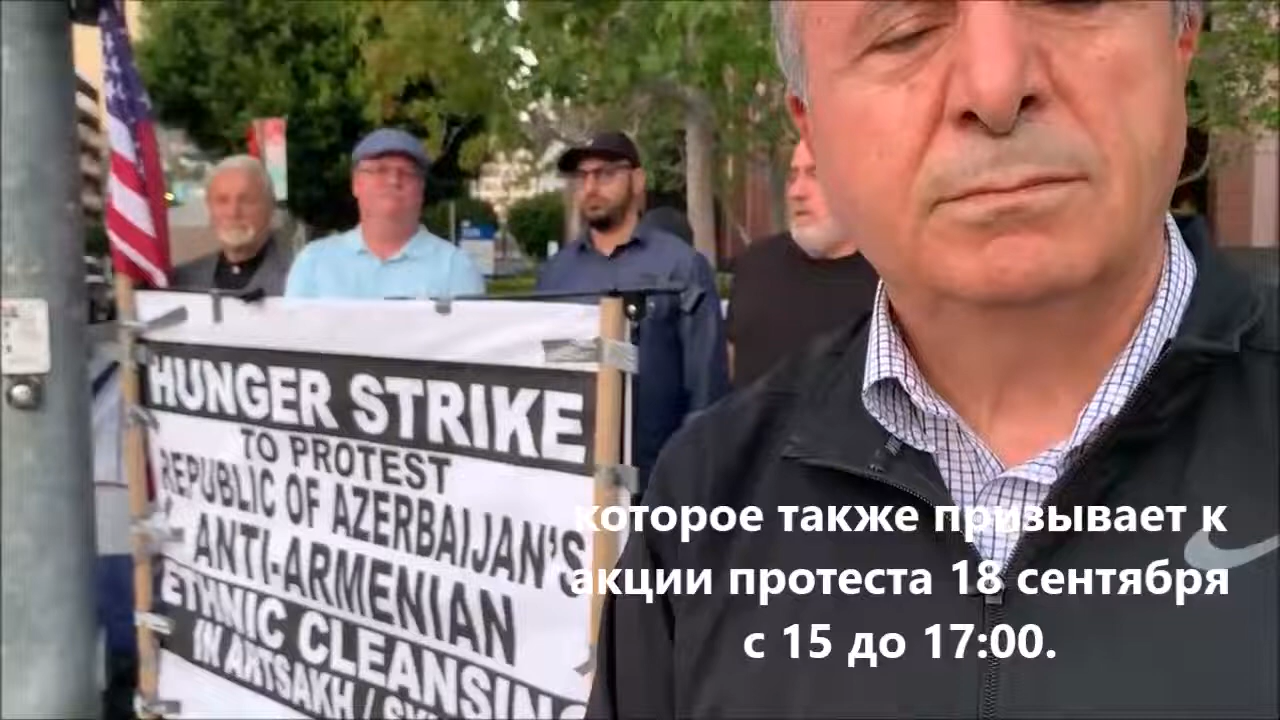 HUNGER STRIKE
TO PROTEST
REPUBLIC OF AZERBAIJAN'S
ANTI-ARMENIAN
ETHNIC CLEANSING
IN ARTSAKH /
которое также призывает к
акции протеста 18 сентября
с 15 до 17:00.